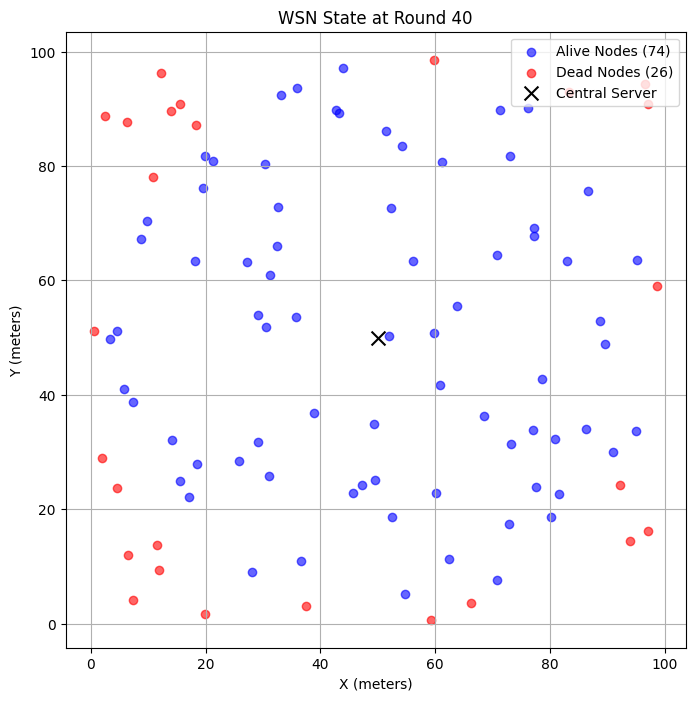 WSN State at Round 40
Alive Nodes (74)
Dead Nodes (26)
Central Server
100
80
60
40
20
0
Y (meters)
0 20 40 60 80 100
X (meters)